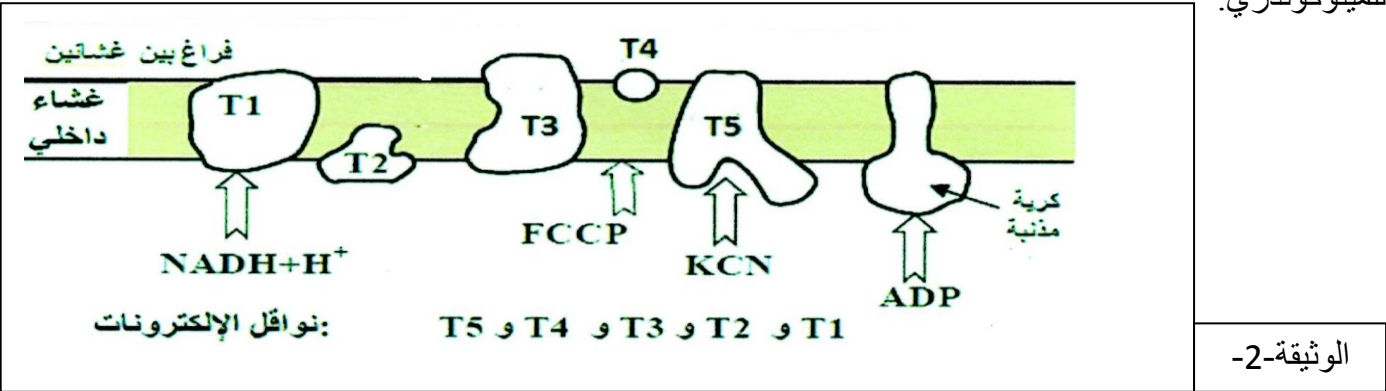 للميتوكوندري.
فراغ بين غشائين
T4
غشاء
داخلي
T1
T2
T3
T5
كرية
مذنبة
FCCP
KCN
NADH+H⁺
ADP
نواقل الإلكترونات: T1 و T2 و T3 و T4 و T5
الوثيقة-2-